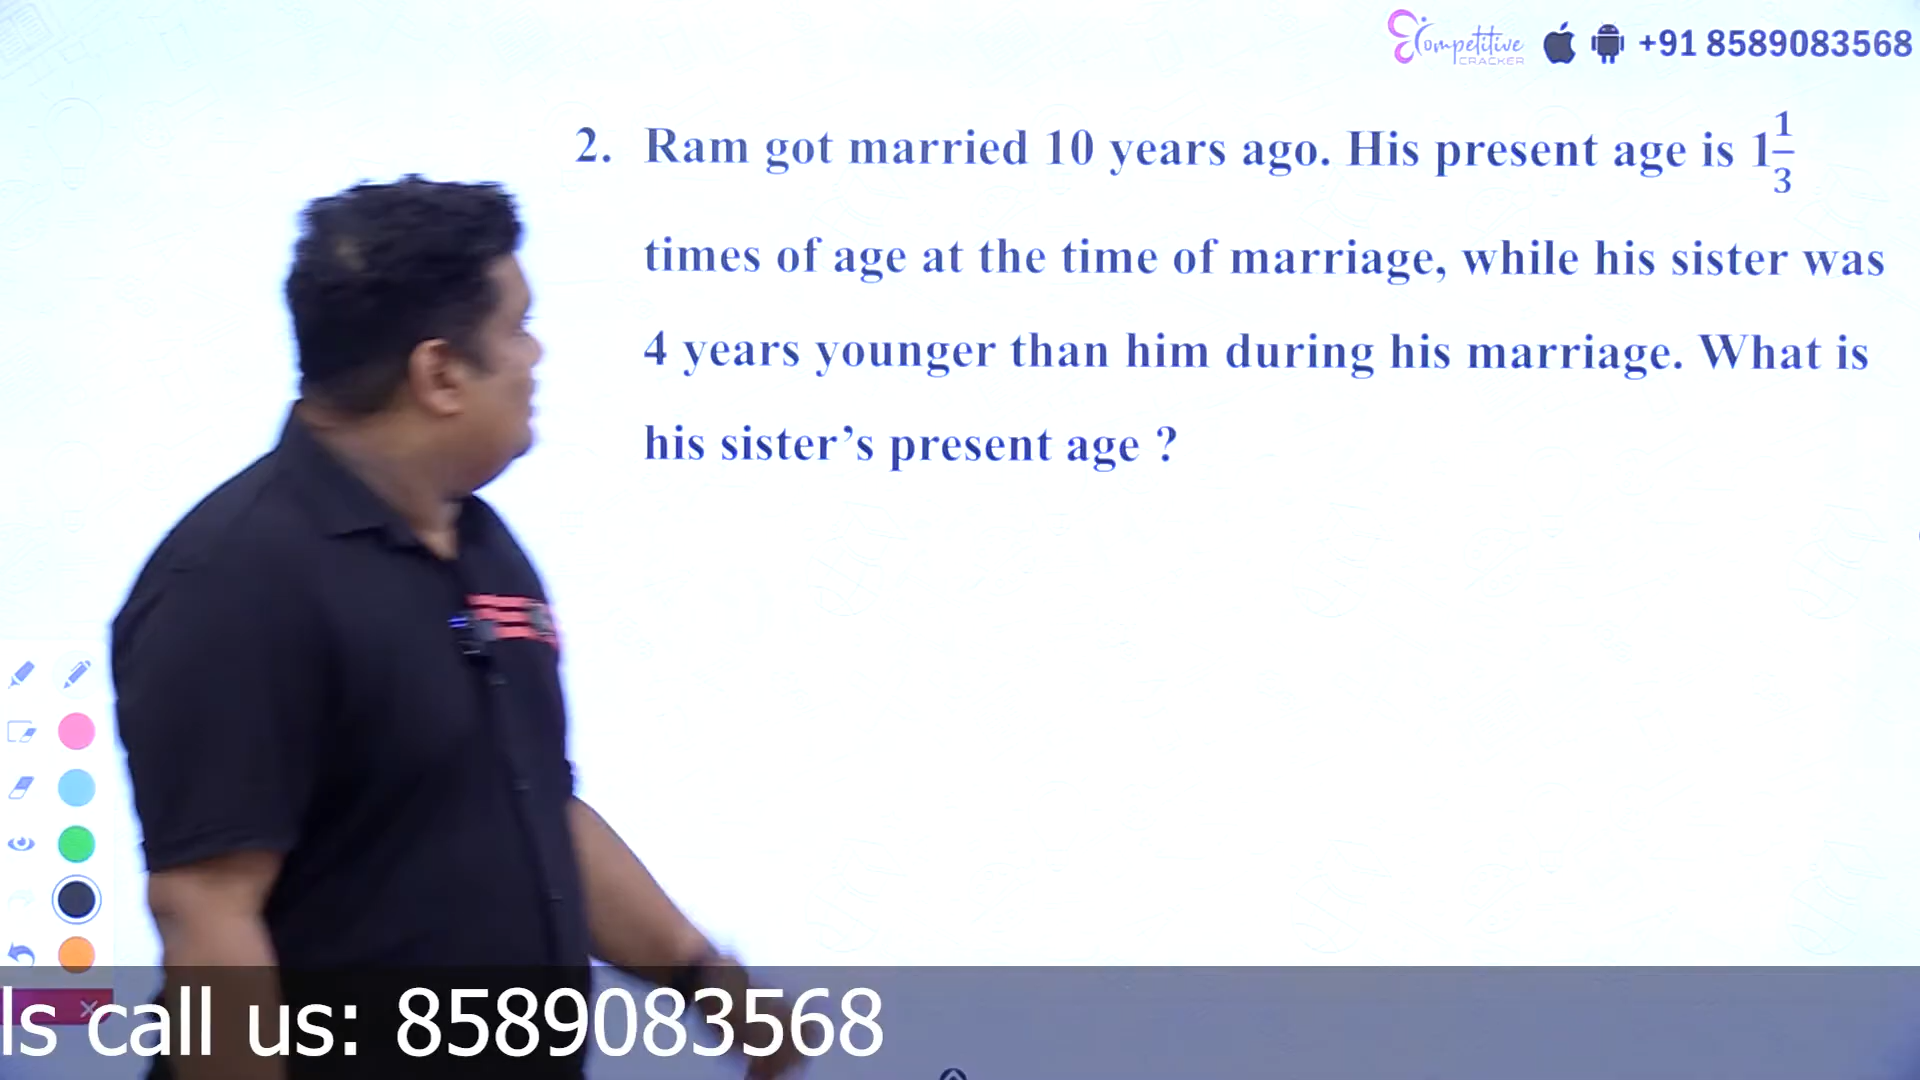 Competitive CRACKER +91 8589083568
2. Ram got married 10 years ago. His present age is 1 1/3
times of age at the time of marriage, while his sister was
4 years younger than him during his marriage. What is
his sister’s present age ?
ls call us: 8589083568